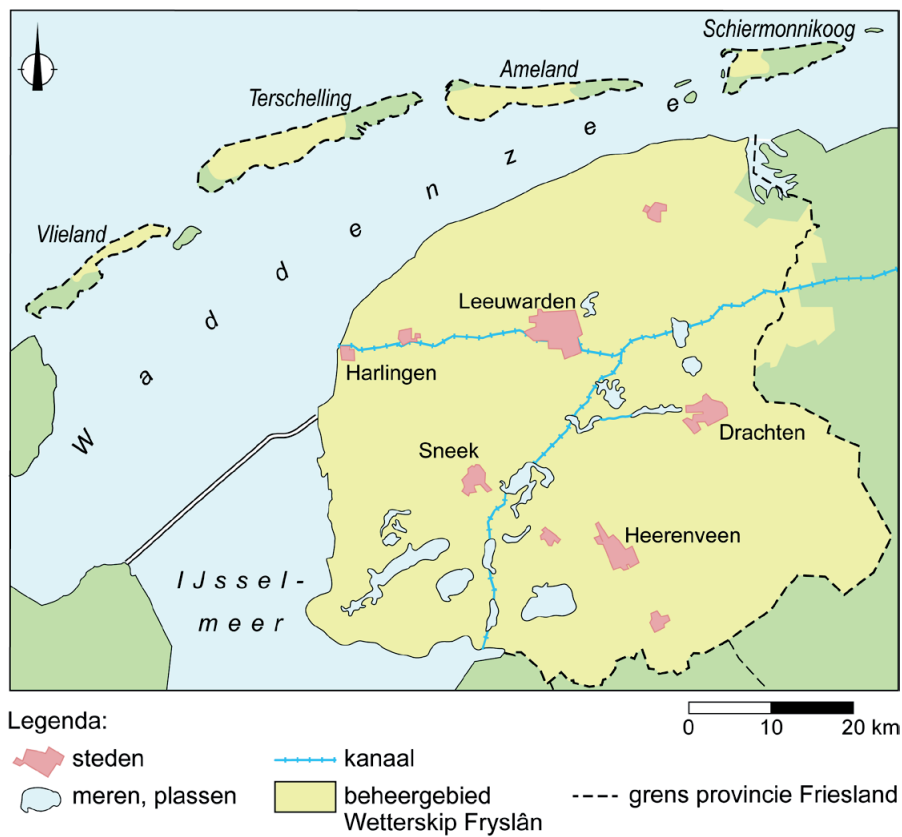 Schiermonnikoog
Ameland
Terschelling
Vlieland
Waddenzee
Leeuwarden
Harlingen
Drachten
Sneek
Heerenveen
IJssel-
meer
Legenda:
0 10 20 km
steden
kanaal
meren, plassen
beheergebied
Wetterskip Fryslân
grens provincie Friesland